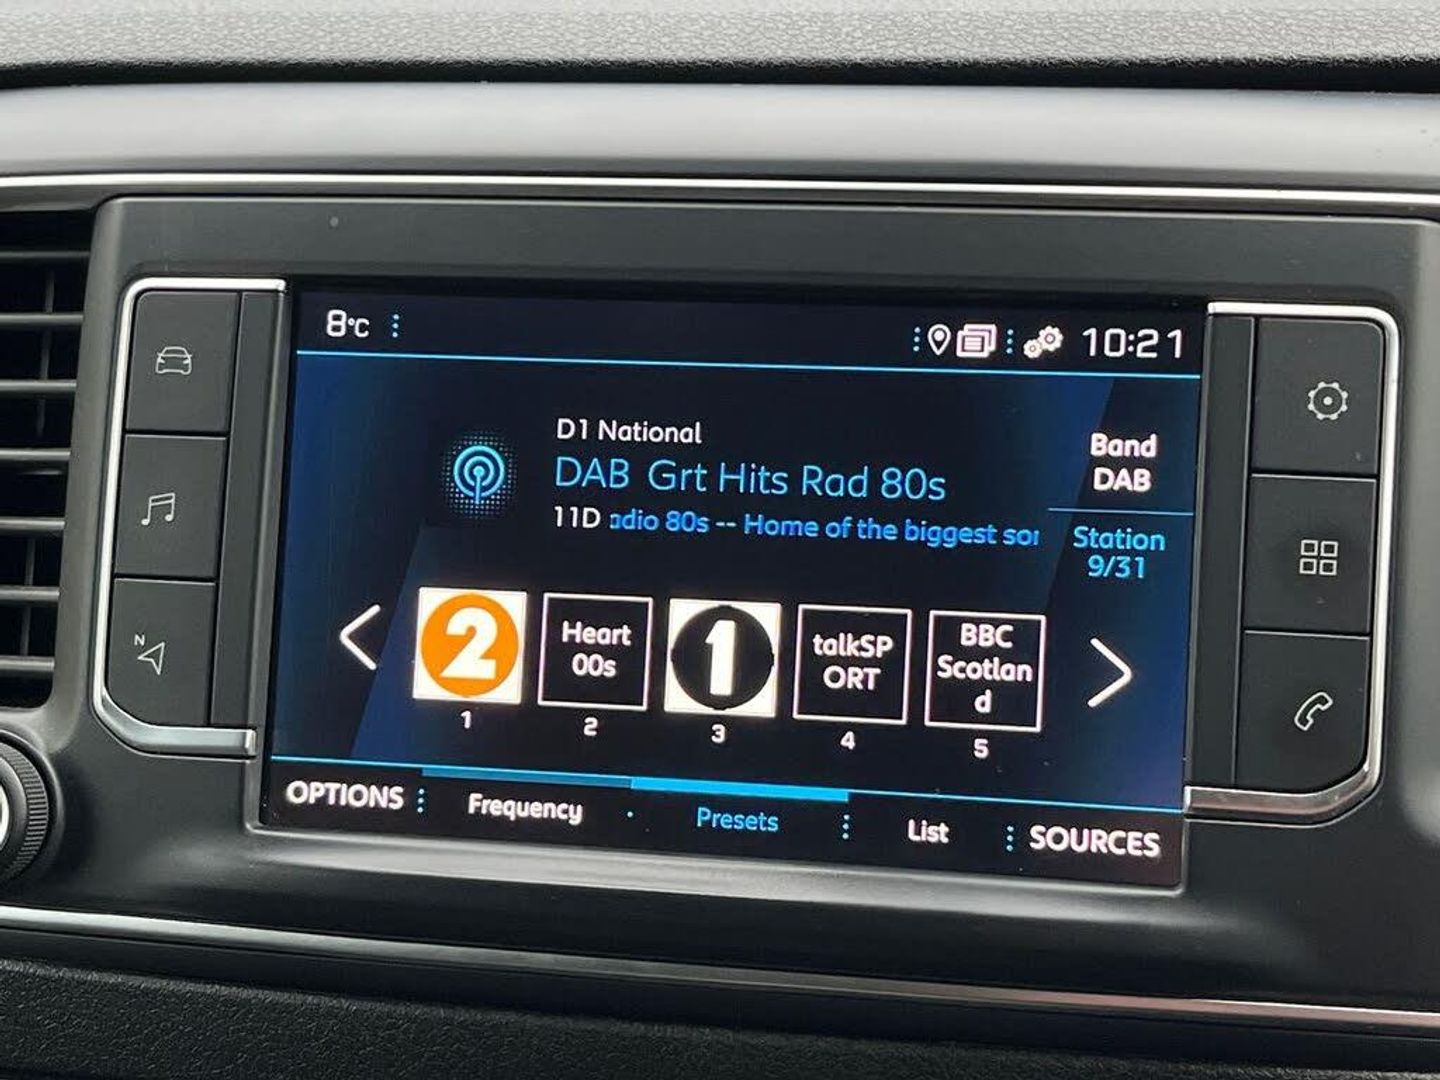 8°C
10:21
D1 National
DAB Grt Hits Rad 80s
11D adio 80s -- Home of the biggest
Band
DAB
Station
9/31
2
Heart
00s
1
talkSP
ORT
BBC
Scotlan
d
1
2
3
4
5
OPTIONS
Frequency
Presets
List
SOURCES
N